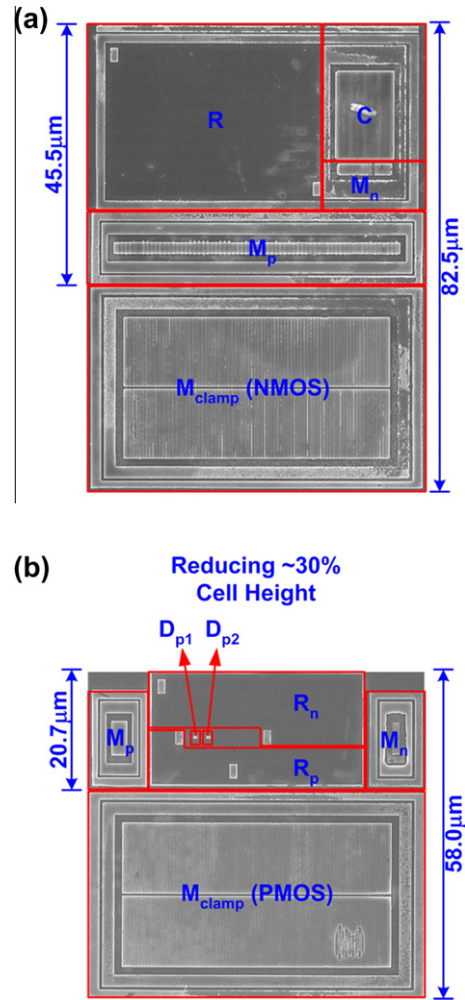 (a)
R
C
Mn
Mp
Mclamp (NMOS)
45.5µm
82.5µm
(b)
Reducing ~30%
Cell Height
Dp1 Dp2
Rn
Mp
Mn
Rp
Mclamp (PMOS)
20.7µm
58.0µm